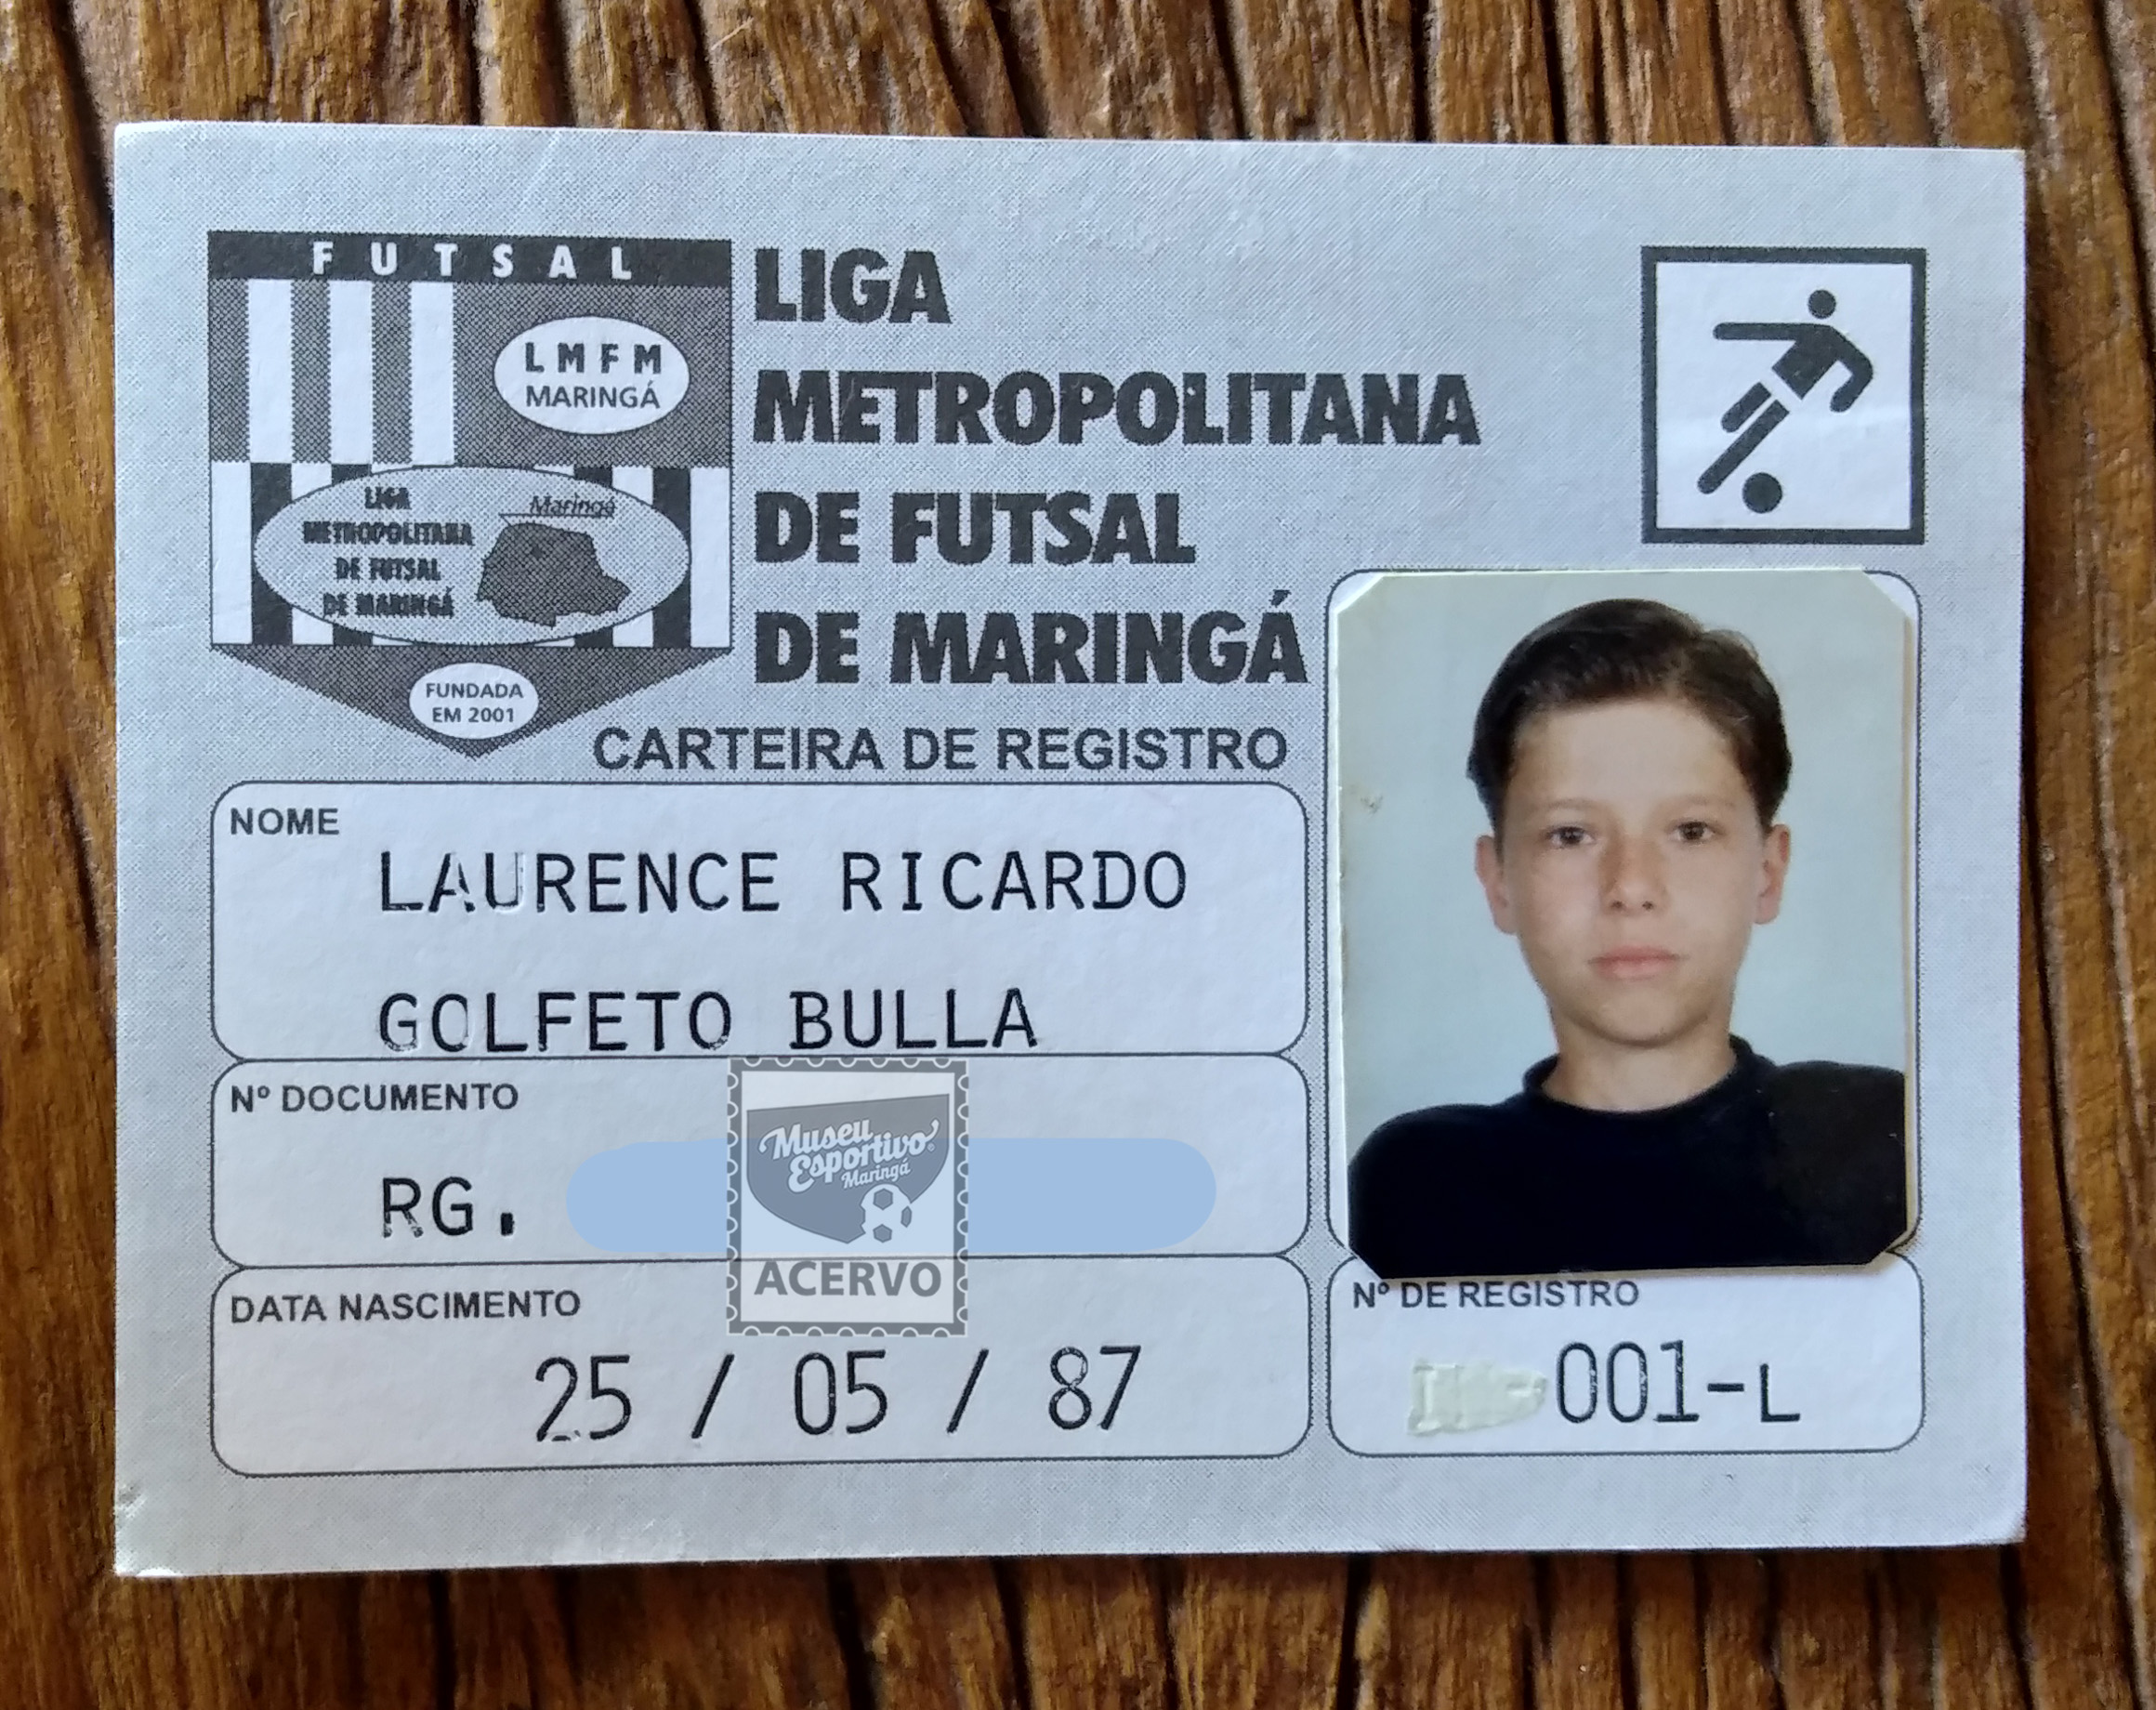 FUTSAL
LMFM
MARINGÁ
LIGA
METROPOLITANA
DE FUTSAL
DE MARINGÁ
Maringá
FUNDADA
EM 2001
LIGA
METROPOLITANA
DE FUTSAL
DE MARINGÁ
CARTEIRA DE REGISTRO
NOME
LAURENCE RICARDO
GOLFETO BULLA
Nº DOCUMENTO
RG.
Museu
Esportivo
Maringá
ACERVO
DATA NASCIMENTO
25 / 05 / 87
Nº DE REGISTRO
001-L